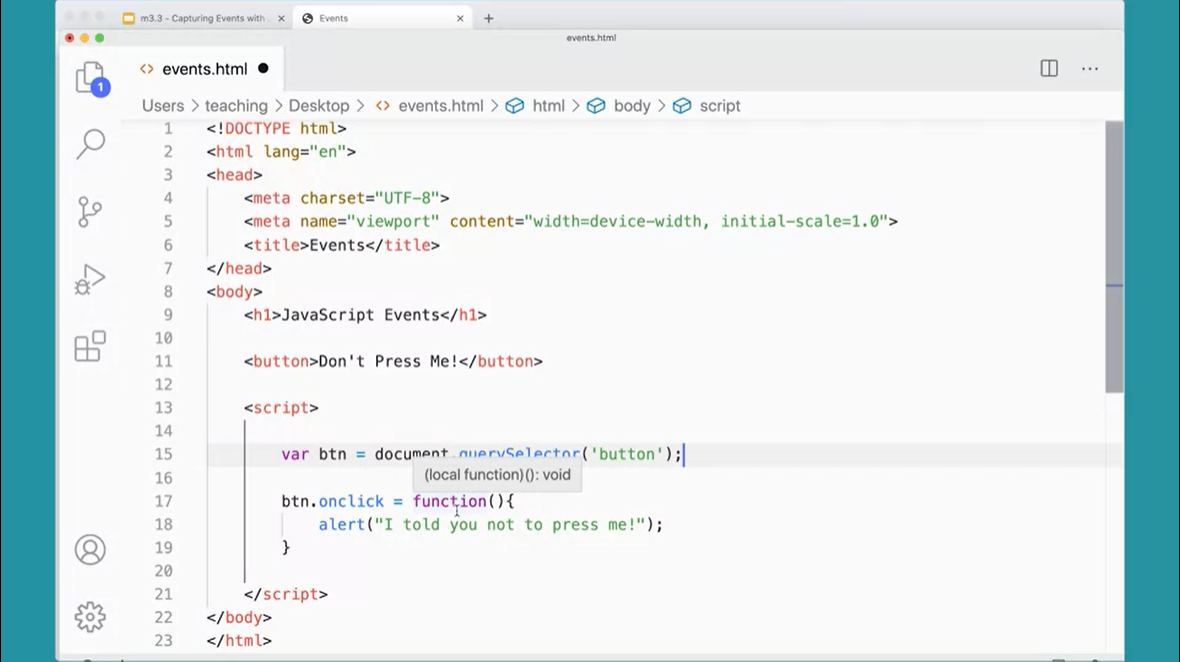 m3.3 - Capturing Events with
Events
events.html
events.html
1
Users > teaching > Desktop > events.html > html > body > script
1 <!DOCTYPE html>
2 <html lang="en">
3 <head>
4 <meta charset="UTF-8">
5 <meta name="viewport" content="width=device-width, initial-scale=1.0">
6 <title>Events</title>
7 </head>
8 <body>
9 <h1>JavaScript Events</h1>
10
11 <button>Don't Press Me!</button>
12
13 <script>
14
15 var btn = document.querySelector('button');
(local function)(): void
16
17 btn.onclick = function(){
18 alert("I told you not to press me!");
19 }
20
21 </script>
22 </body>
23 </html>